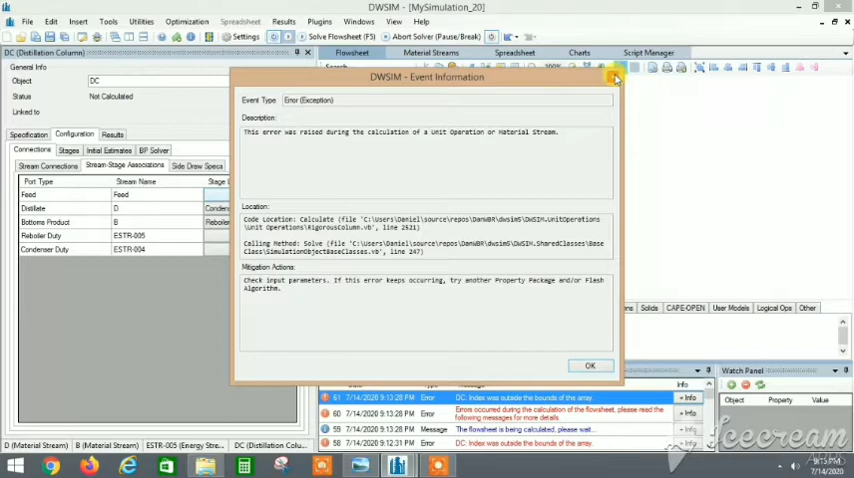 DWSIM - [MySimulation_20]
File Edit Insert Tools Utilities Optimization Spreadsheet Results Plugins Windows View Help
Settings Solve Flowsheet (F5) Abort Solver (Pause/Break)
DC (Distillation Column)
Flowsheet Material Streams Spreadsheet Charts Script Manager
General Info
Object DC
Status Not Calculated
Linked to
Specification Configuration Results
Connections Stages Initial Estimates BP Solver
Stream Connections Stream-Stage Associations Side Draw Specs
Port Type Stream Name Stage
Feed Feed
Distillate D Conden
Bottoms Product B Reboiler
Reboiler Duty ESTR-005
Condenser Duty ESTR-004
DWSIM - Event Information
Event Type Error (Exception)
Description:
This error was raised during the calculation of a Unit Operation or Material Stream.
Location:
Code Location: Calculate (file 'C:\Users\Daniel\source\repos\DanWBR\dwsim5\DWSIM.UnitOperations
\Unit Operations\RigorousColumn.vb', line 2521)
Calling Method: Solve (file 'C:\Users\Daniel\source\repos\DanWBR\dwsim5\DWSIM.SharedClasses\Base
Class\SimulationObjectBaseClasses.vb', line 247)
Mitigation Actions:
Check input parameters. If this error keeps occurring, try another Property Package and/or Flash
Algorithm.
OK
Solids CAPE-OPEN User Models Logical Ops Other
Info
Watch Panel
Object Property Value
61 7/14/2020 9:13:28 PM Error DC: Index was outside the bounds of the array. + Info
60 7/14/2020 9:13:28 PM Error Errors occurred during the calculation of the flowsheet, please read the
following messages for more details. + Info
59 7/14/2020 9:13:28 PM Message The flowsheet is being calculated, please wait... + Info
58 7/14/2020 9:12:31 PM Error DC: Index was outside the bounds of the array. + Info
D (Material Stream) B (Material Stream) ESTR-005 (Energy Stre... DC (Distillation Colum...
Icecream
APPS
9:15 PM
7/14/2020